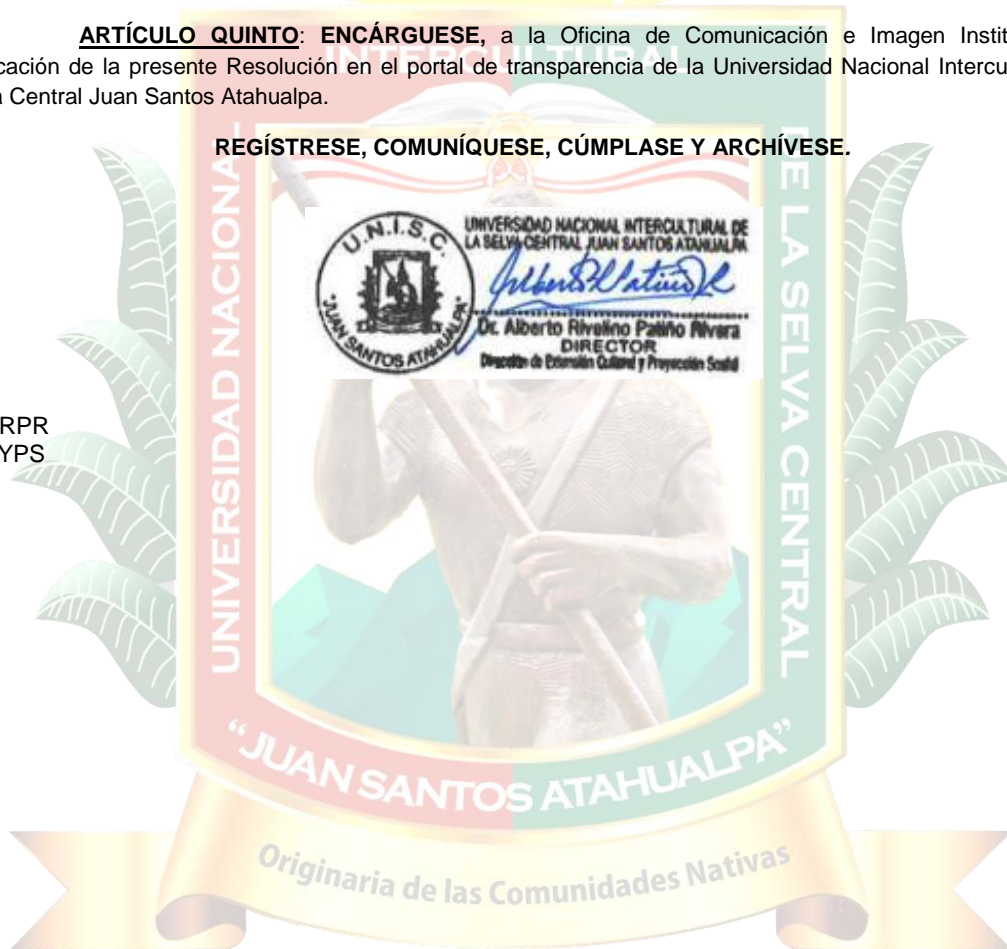 ARTÍCULO QUINTO: ENCÁRGUESE, a la Oficina de Comunicación e Imagen Instit
cación de la presente Resolución en el portal de transparencia de la Universidad Nacional Intercu
a Central Juan Santos Atahualpa.
REGÍSTRESE, COMUNÍQUESE, CÚMPLASE Y ARCHÍVESE.
U.N.I.S.C.
"JUAN SANTOS ATAHUALPA"
UNIVERSIDAD NACIONAL INTERCULTURAL DE
LA SELVA CENTRAL JUAN SANTOS ATAHUALPA
Dr. Alberto Rivelino Patiño Rivera
DIRECTOR
Dirección de Extensión Cultural y Proyección Social
RPR
YPS
UNIVERSIDAD NACIONAL
INTERCULTURAL
DE LA SELVA CENTRAL
"JUAN SANTOS ATAHUALPA"
Originaria de las Comunidades Nativas